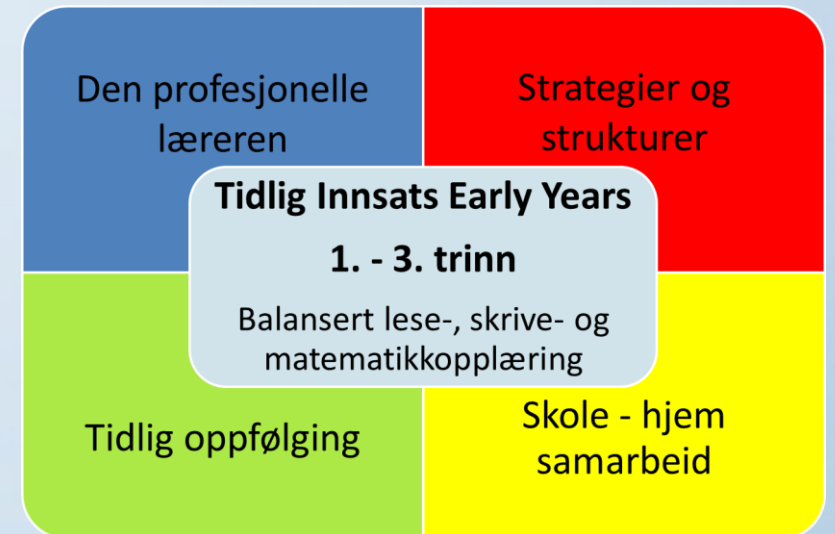 Den profesjonelle
læreren
Strategier og
strukturer
Tidlig Innsats Early Years
1. - 3. trinn
Balansert lese-, skrive- og
matematikkopplæring
Tidlig oppfølging
Skole - hjem
samarbeid